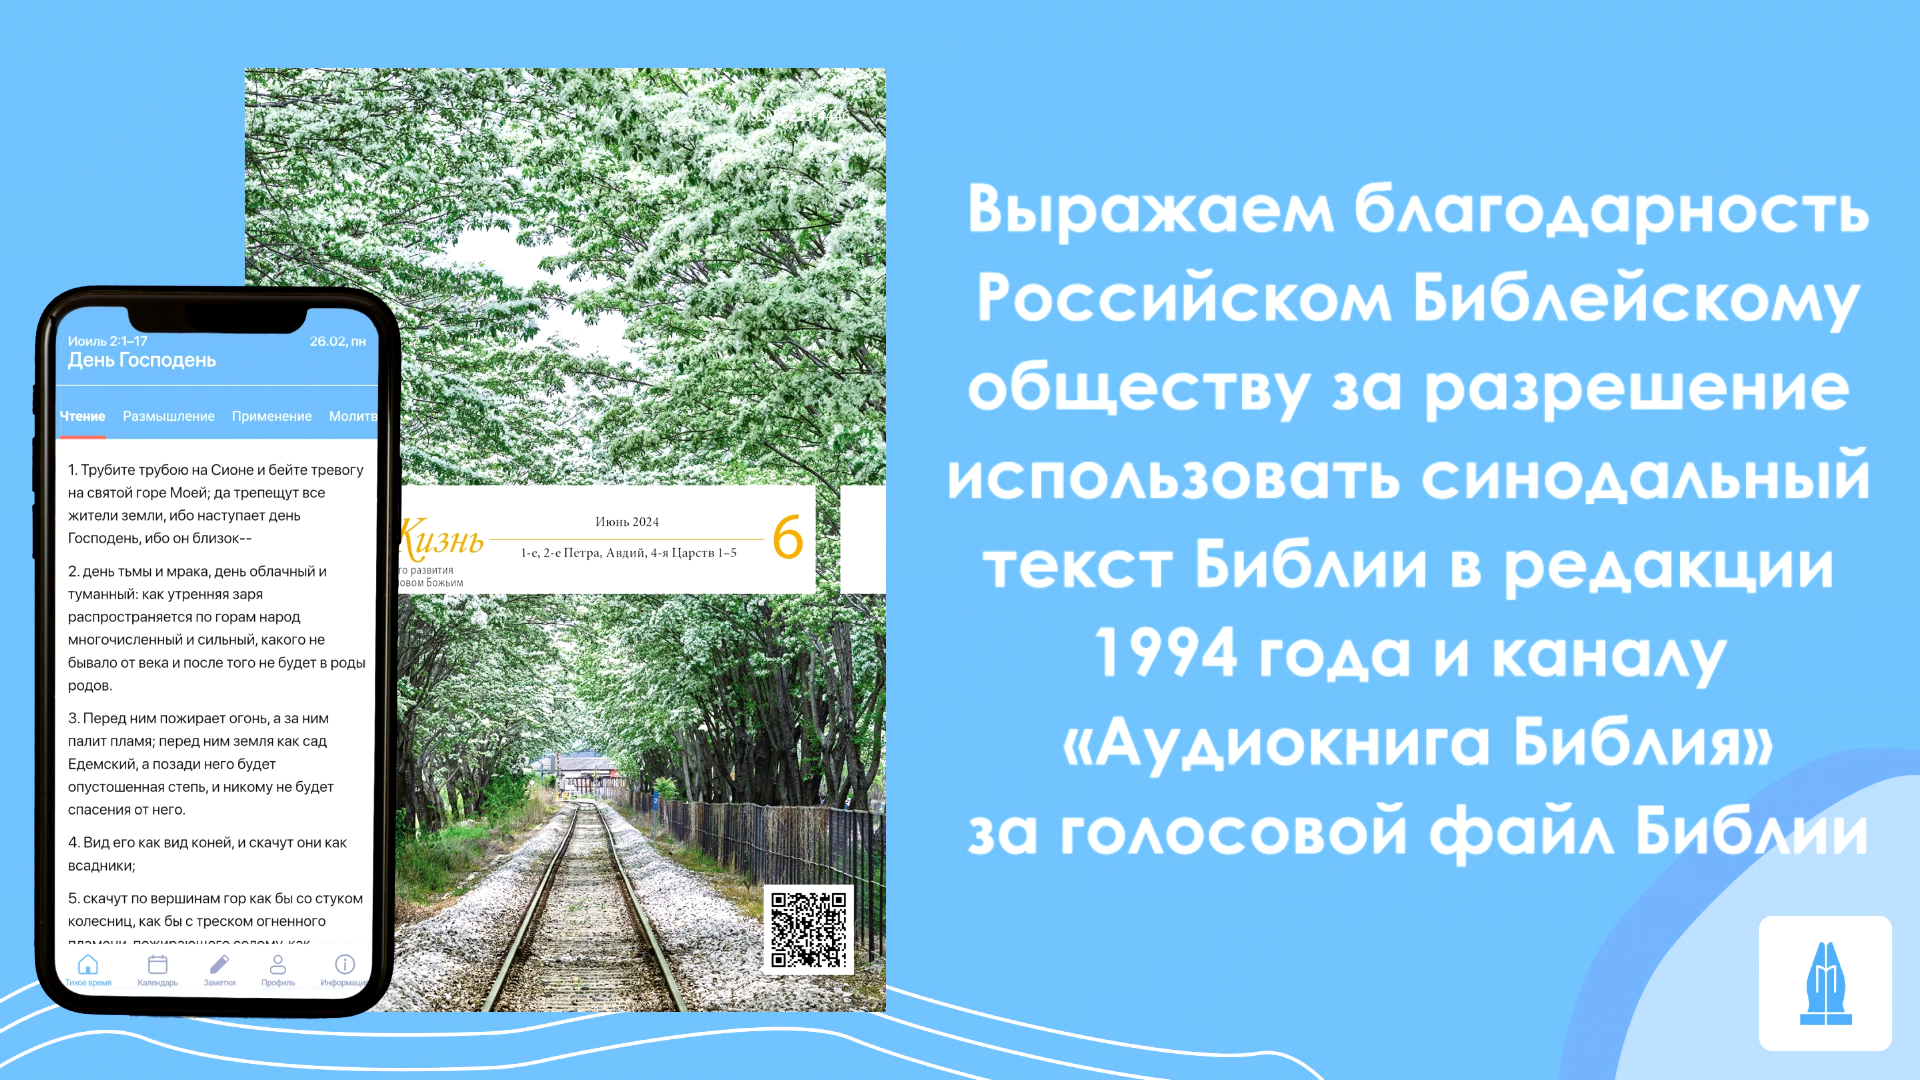 Выражаем благодарность
Российском Библейскому
обществу за разрешение
использовать синодальный
текст Библии в редакции
1994 года и каналу
«Аудиокнига Библия»
за голосовой файл Библии
Жизнь
Июнь 2024
1-е, 2-е Петра, Авдий, 4-я Царств 1–5
6
развития
Божьим
Иоиль 2:1–17
26.02, пн
День Господень
Чтение Размышление Применение Молитв
1. Трубите трубою на Сионе и бейте тревогу
на святой горе Моей; да трепещут все
жители земли, ибо наступает день
Господень, ибо он близок--
2. день тьмы и мрака, день облачный и
туманный: как утренняя заря
распространяется по горам народ
многочисленный и сильный, какого не
бывало от века и после того не будет в роды
родов.
3. Перед ним пожирает огонь, а за ним
палит пламя; перед ним земля как сад
Едемский, а позади него будет
опустошенная степь, и никому не будет
спасения от него.
4. Вид его как вид коней, и скачут они как
всадники;
5. скачут по вершинам гор как бы со стуком
колесниц, как бы с треском огненного
Тихое время Календарь Заметки Профиль Информаци